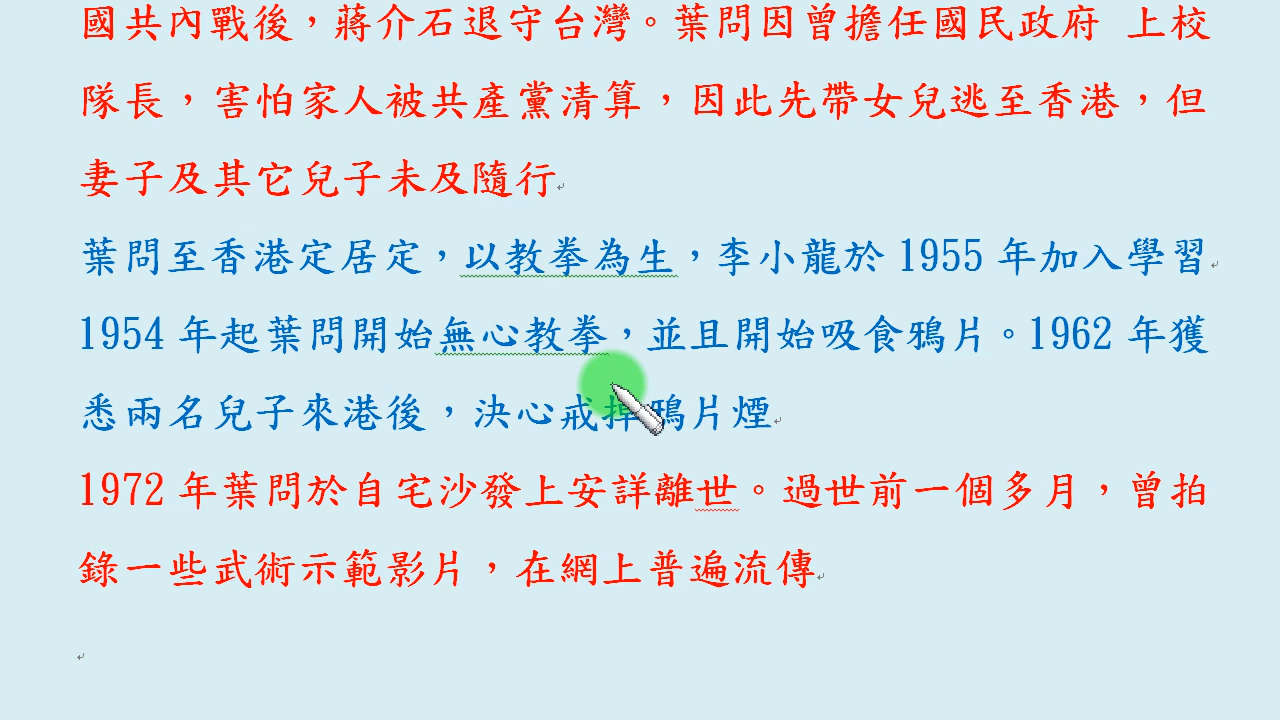 國共內戰後，蔣介石退守台灣。葉問因曾擔任國民政府 上校
隊長，害怕家人被共產黨清算，因此先帶女兒逃至香港，但
妻子及其它兒子未及隨行
葉問至香港定居定，以教拳為生，李小龍於 1955 年加入學習
1954 年起葉問開始無心教拳，並且開始吸食鴉片。1962 年獲
悉兩名兒子來港後，決心戒掉鴉片煙
1972 年葉問於自宅沙發上安詳離世。過世前一個多月，曾拍
錄一些武術示範影片，在網上普遍流傳